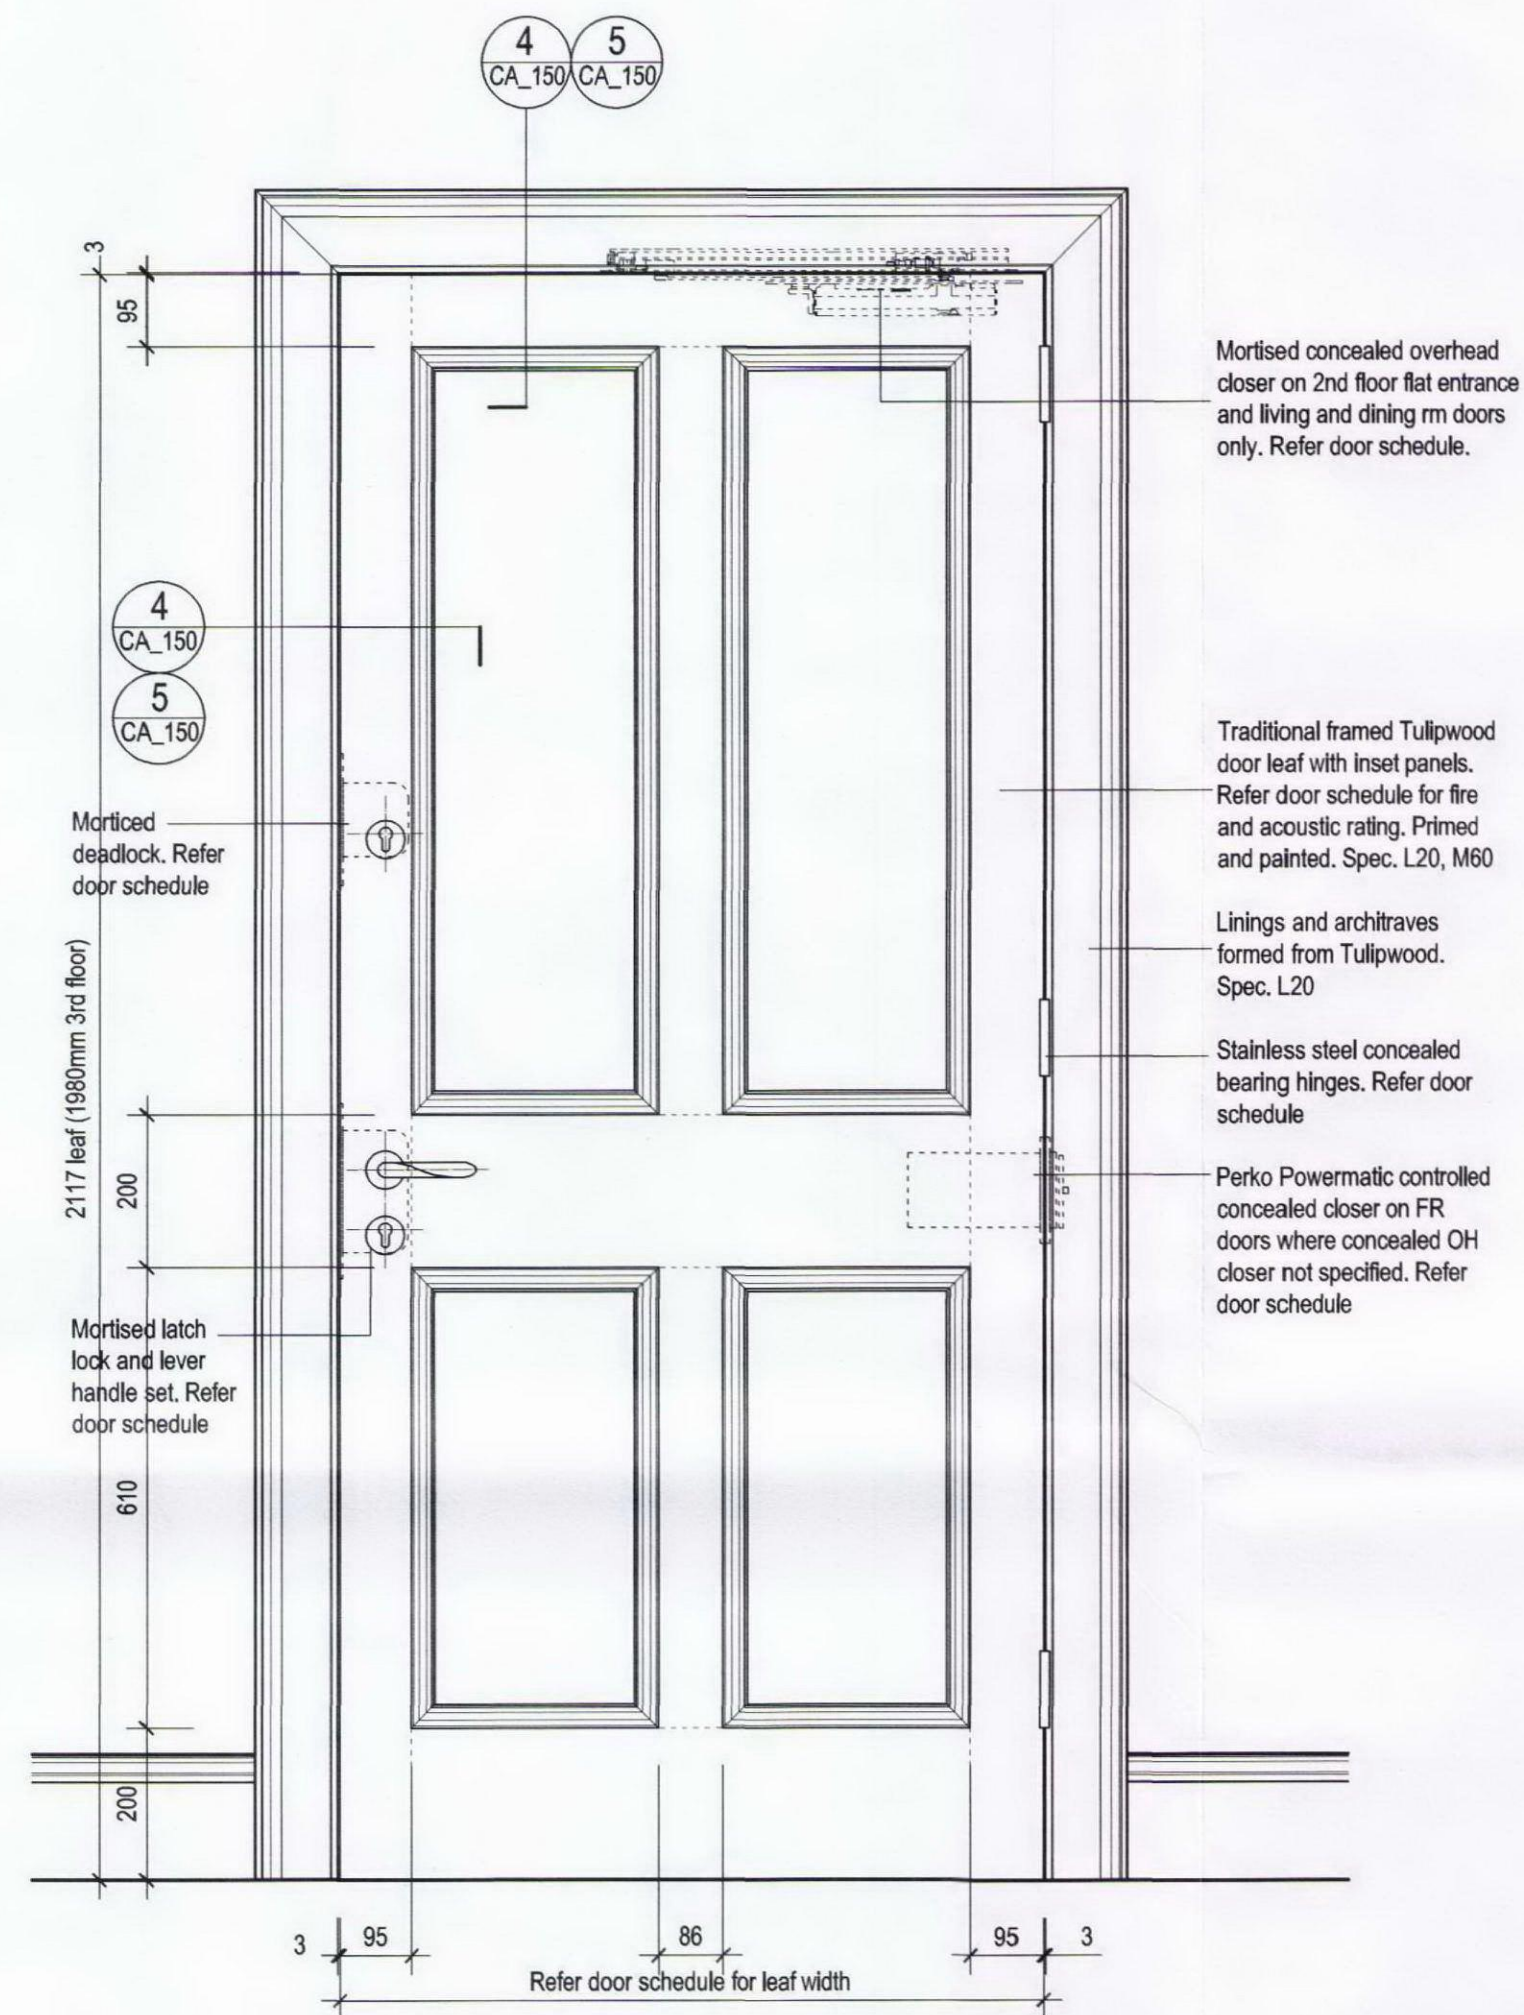 4
CA_150
5
CA_150
3
95
Mortised concealed overhead
closer on 2nd floor flat entrance
and living and dining rm doors
only. Refer door schedule.
4
CA_150
5
CA_150
Morticed
deadlock. Refer
door schedule
Traditional framed Tulipwood
door leaf with inset panels.
Refer door schedule for fire
and acoustic rating. Primed
and painted. Spec. L20, M60
Linings and architraves
formed from Tulipwood.
Spec. L20
2117 leaf (1980mm 3rd floor)
Stainless steel concealed
bearing hinges. Refer door
schedule
200
Perko Powermatic controlled
concealed closer on FR
doors where concealed OH
closer not specified. Refer
door schedule
Mortised latch
lock and lever
handle set. Refer
door schedule
610
200
3
95
86
95
3
Refer door schedule for leaf width